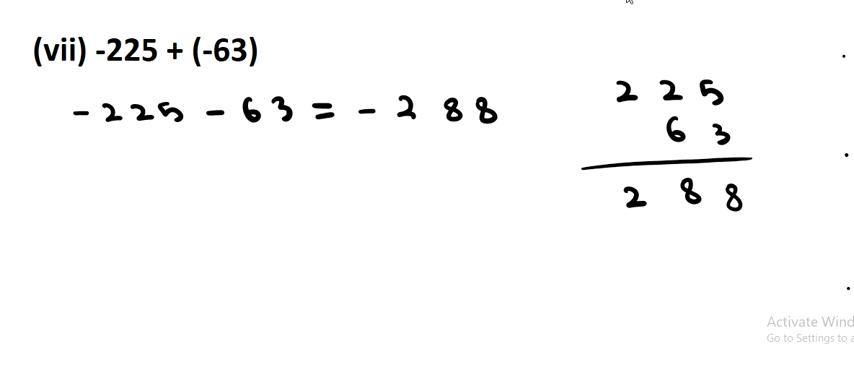 (vii) -225 + (-63)
-225 - 63 = - 288
225
63
288
Activate Wind
Go to Settings to a